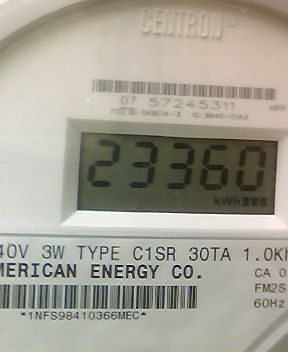 CENTRON
07 57245311
23360
kWh
40V 3W TYPE C1SR 30TA 1.0Kh
MERICAN ENERGY CO.
CA 0
FM2S
60Hz
*1NFS98410366MEC*